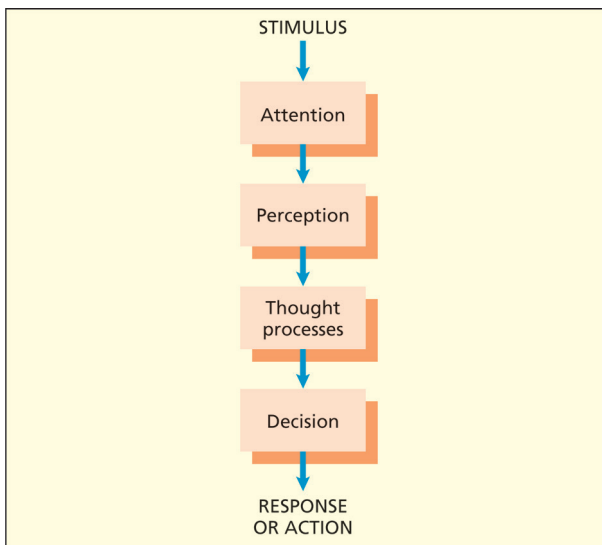 STIMULUS
Attention
Perception
Thought
processes
Decision
RESPONSE
OR ACTION